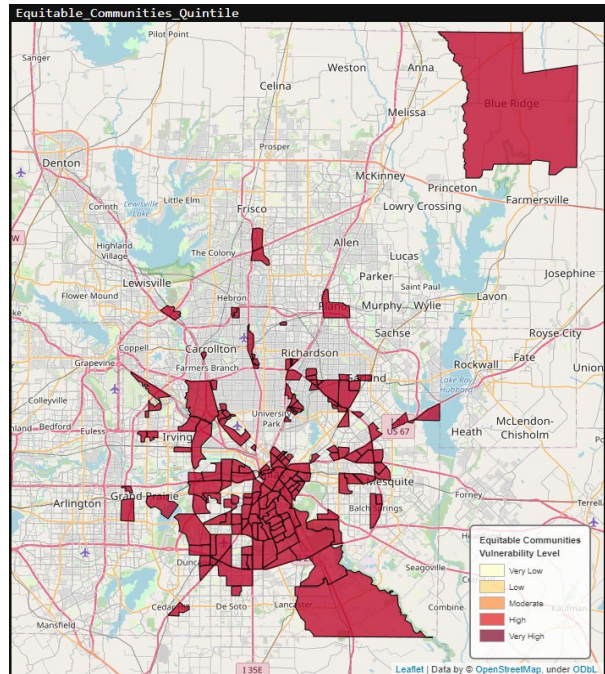 Equitable_Communities_Quintile
Pilot Point
Sanger
Weston
Anna
Celina
Melissa
Blue Ridge
Prosper
Denton
McKinney
Princeton
Farmersville
Corinth
Little Elm
Frisco
Lowry Crossing
Lewisville Lake
Allen
Highland Village
The Colony
Lucas
Parker
Saint Paul
Josephine
Lewisville
Flower Mound
Hebron
Plano
Murphy
Wylie
Lavon
Sachse
Royse City
Coppell
Carrollton
Richardson
Fate
Grapevine
Farmers Branch
Rockwall
Union
Garland
Lake Ray Hubbard
Colleyville
University Park
McLendon-Chisholm
Bedford
Euless
Irving
US 67
Heath
Mesquite
Forney
Arlington
Grand Prairie
Balch Springs
Terrell
Seagoville
Cedar Hill
De Soto
Lancaster
Combine
Kaufman
Mansfield
I 35E
Equitable Communities
Vulnerability Level
Very Low
Low
Moderate
High
Very High
Leaflet | Data by © OpenStreetMap, under ODbL.